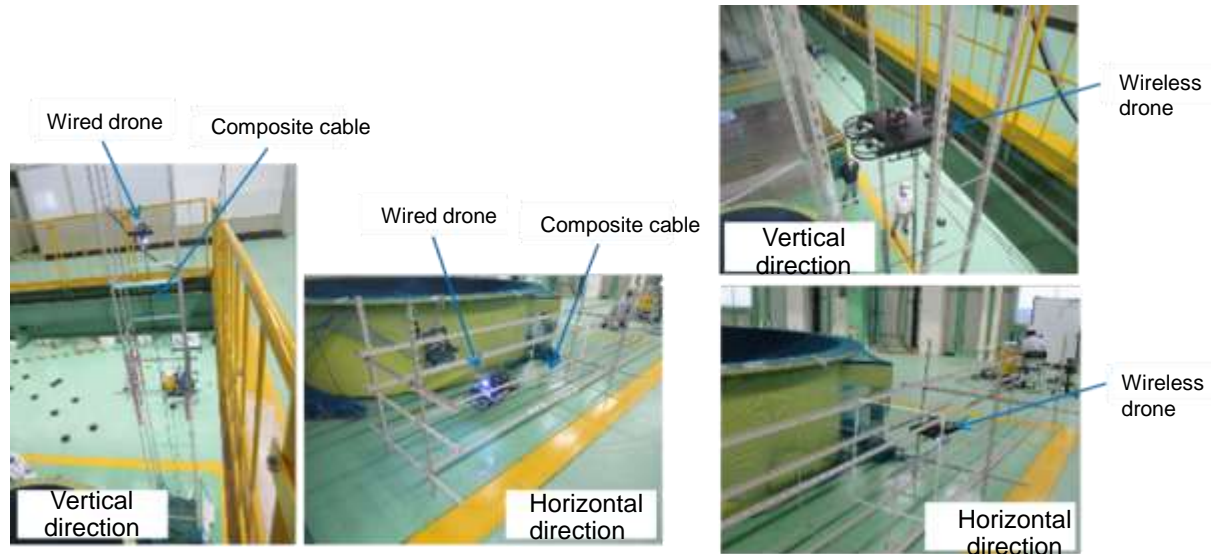 Wired drone
Composite cable
Vertical
direction
Wired drone
Composite cable
Horizontal
direction
Wireless
drone
Vertical
direction
Wireless
drone
Horizontal
direction